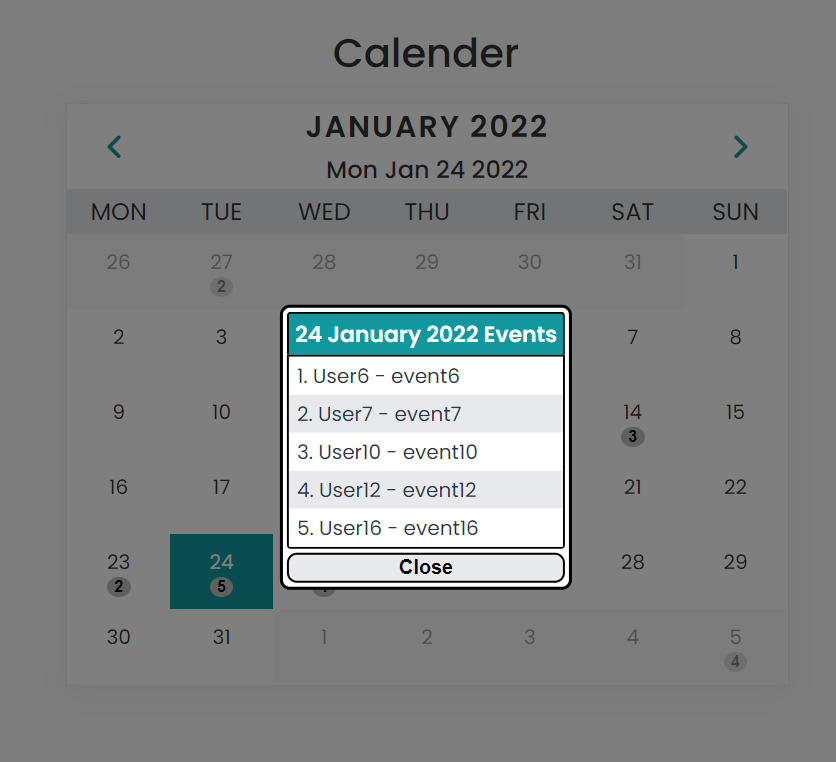 Calender
JANUARY 2022
Mon Jan 24 2022
MON TUE WED THU FRI SAT SUN
26 27 28 29 30 31 1
2
24 January 2022 Events
2 3 7 8
1. User6 - event6
2. User7 - event7
9 10 14 15
3
3. User10 - event10
4. User12 - event12
16 17 21 22
5. User16 - event16
23 24 28 29
2 5
Close
30 31 1 2 3 4 5
4